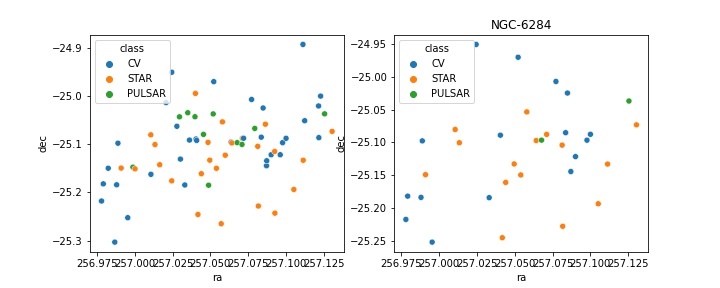 NGC-6284
class
CV
STAR
PULSAR
−24.9
−25.0
−25.1
−25.2
−25.3
dec
256.975 257.000 257.025 257.050 257.075 257.100 257.125
ra
class
CV
STAR
PULSAR
−24.95
−25.00
−25.05
−25.10
−25.15
−25.20
−25.25
dec
256.975 257.000 257.025 257.050 257.075 257.100 257.125
ra